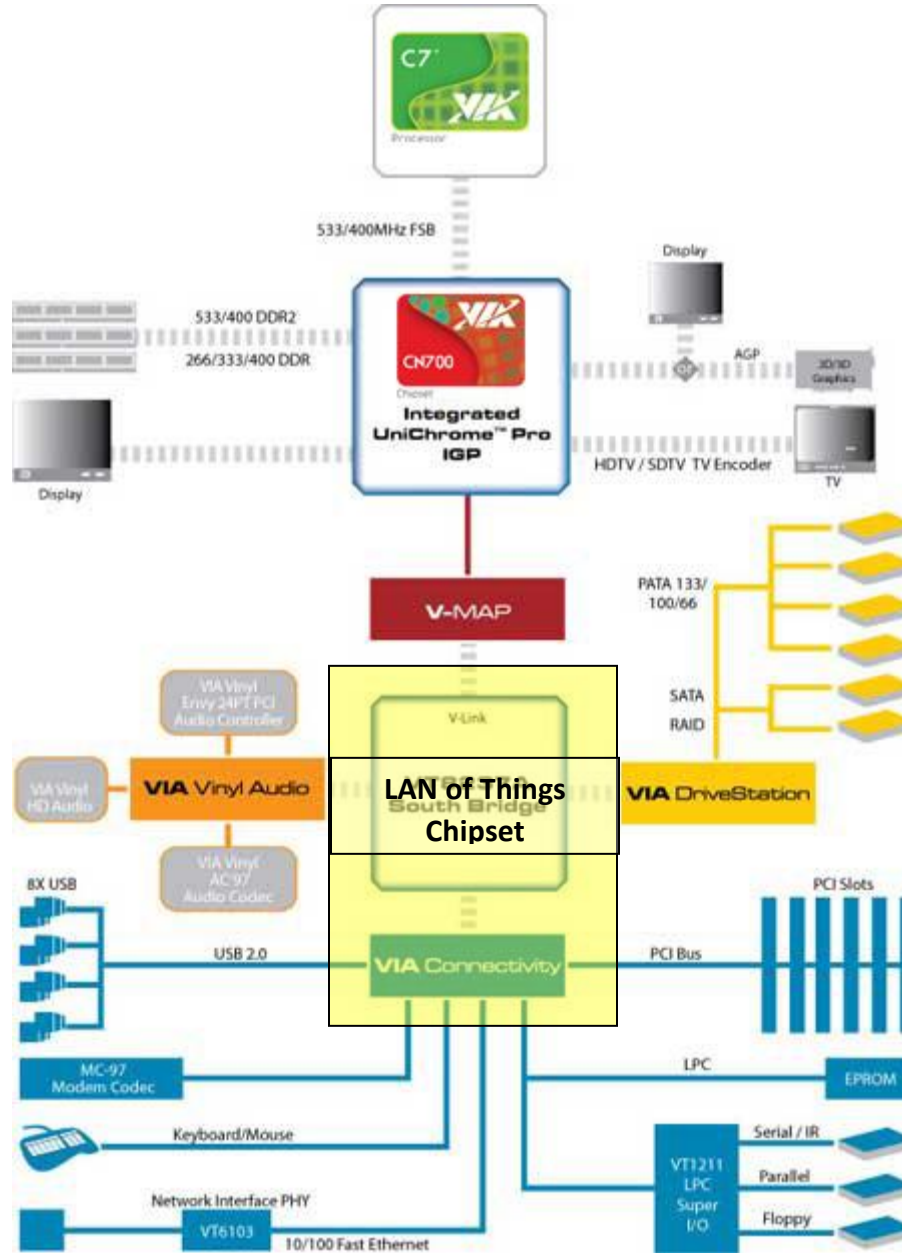 C7
VIA
Processor
533/400MHz FSB
Display
533/400 DDR2
266/333/400 DDR
VIA
CN700
Chipset
Integrated
UniChrome™ Pro
IGP
or
AGP
Graphics
HDTV / SDTV TV Encoder
TV
Display
V-MAP
PATA 133/
100/66
SATA
RAID
VIA Vinyl
Envy 24PT PCI
Audio Controller
V-Link
VIA Vinyl
HD Audio
VIA Vinyl Audio
LAN of Things
South Bridge
Chipset
VIA DriveStation
VIA Vinyl
AC'97
Audio Codec
8X USB
PCI Slots
USB 2.0
VIA Connectivity
PCI Bus
MC-97
Modem Codec
LPC
EPROM
Keyboard/Mouse
Serial / IR
VT1211
LPC
Super
I/O
Parallel
Floppy
Network Interface PHY
VT6103
10/100 Fast Ethernet